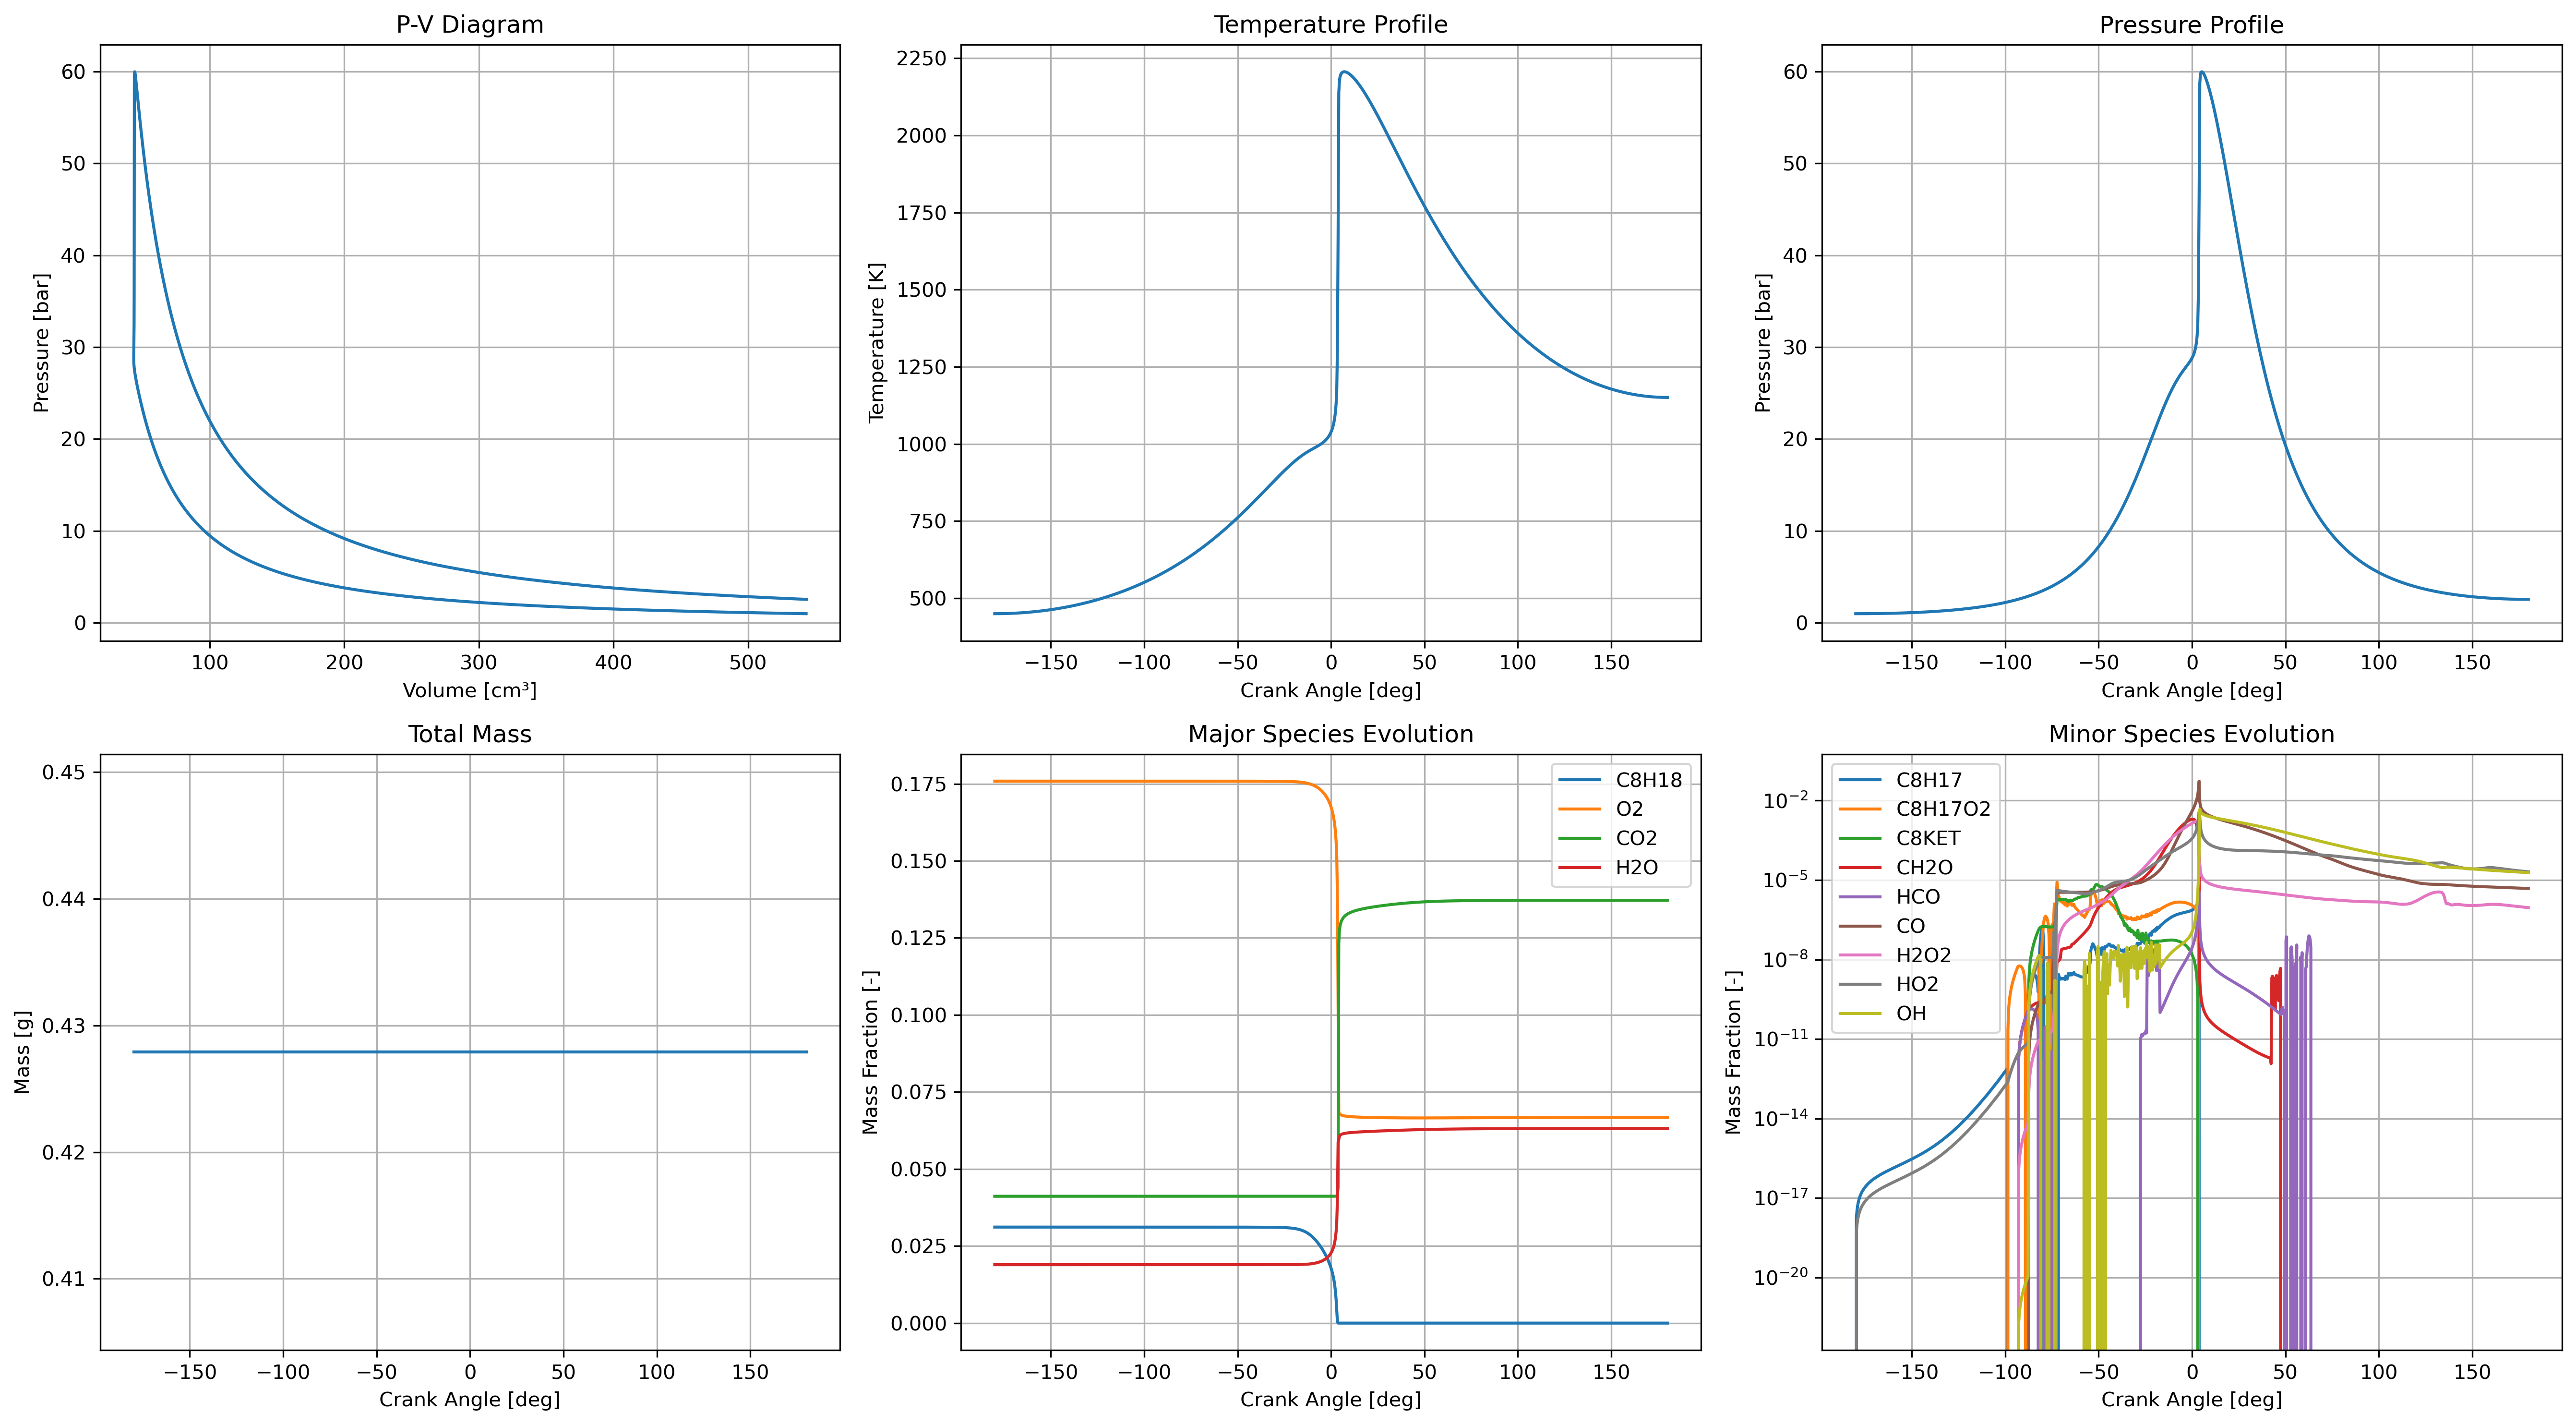 P-V Diagram
60
50
40
30
20
10
0
Pressure [bar]
100 200 300 400 500
Volume [cm³]
Temperature Profile
2250
2000
1750
1500
1250
1000
750
500
Temperature [K]
−150 −100 −50 0 50 100 150
Crank Angle [deg]
Pressure Profile
60
50
40
30
20
10
0
Pressure [bar]
−150 −100 −50 0 50 100 150
Crank Angle [deg]
Total Mass
0.45
0.44
0.43
0.42
0.41
Mass [g]
−150 −100 −50 0 50 100 150
Crank Angle [deg]
Major Species Evolution
0.175
0.150
0.125
0.100
0.075
0.050
0.025
0.000
Mass Fraction [-]
C8H18
O2
CO2
H2O
−150 −100 −50 0 50 100 150
Crank Angle [deg]
Minor Species Evolution
10⁻²
10⁻⁵
10⁻⁸
10⁻¹¹
10⁻¹⁴
10⁻¹⁷
10⁻²⁰
Mass Fraction [-]
C8H17
C8H17O2
C8KET
CH2O
HCO
CO
H2O2
HO2
OH
−150 −100 −50 0 50 100 150
Crank Angle [deg]